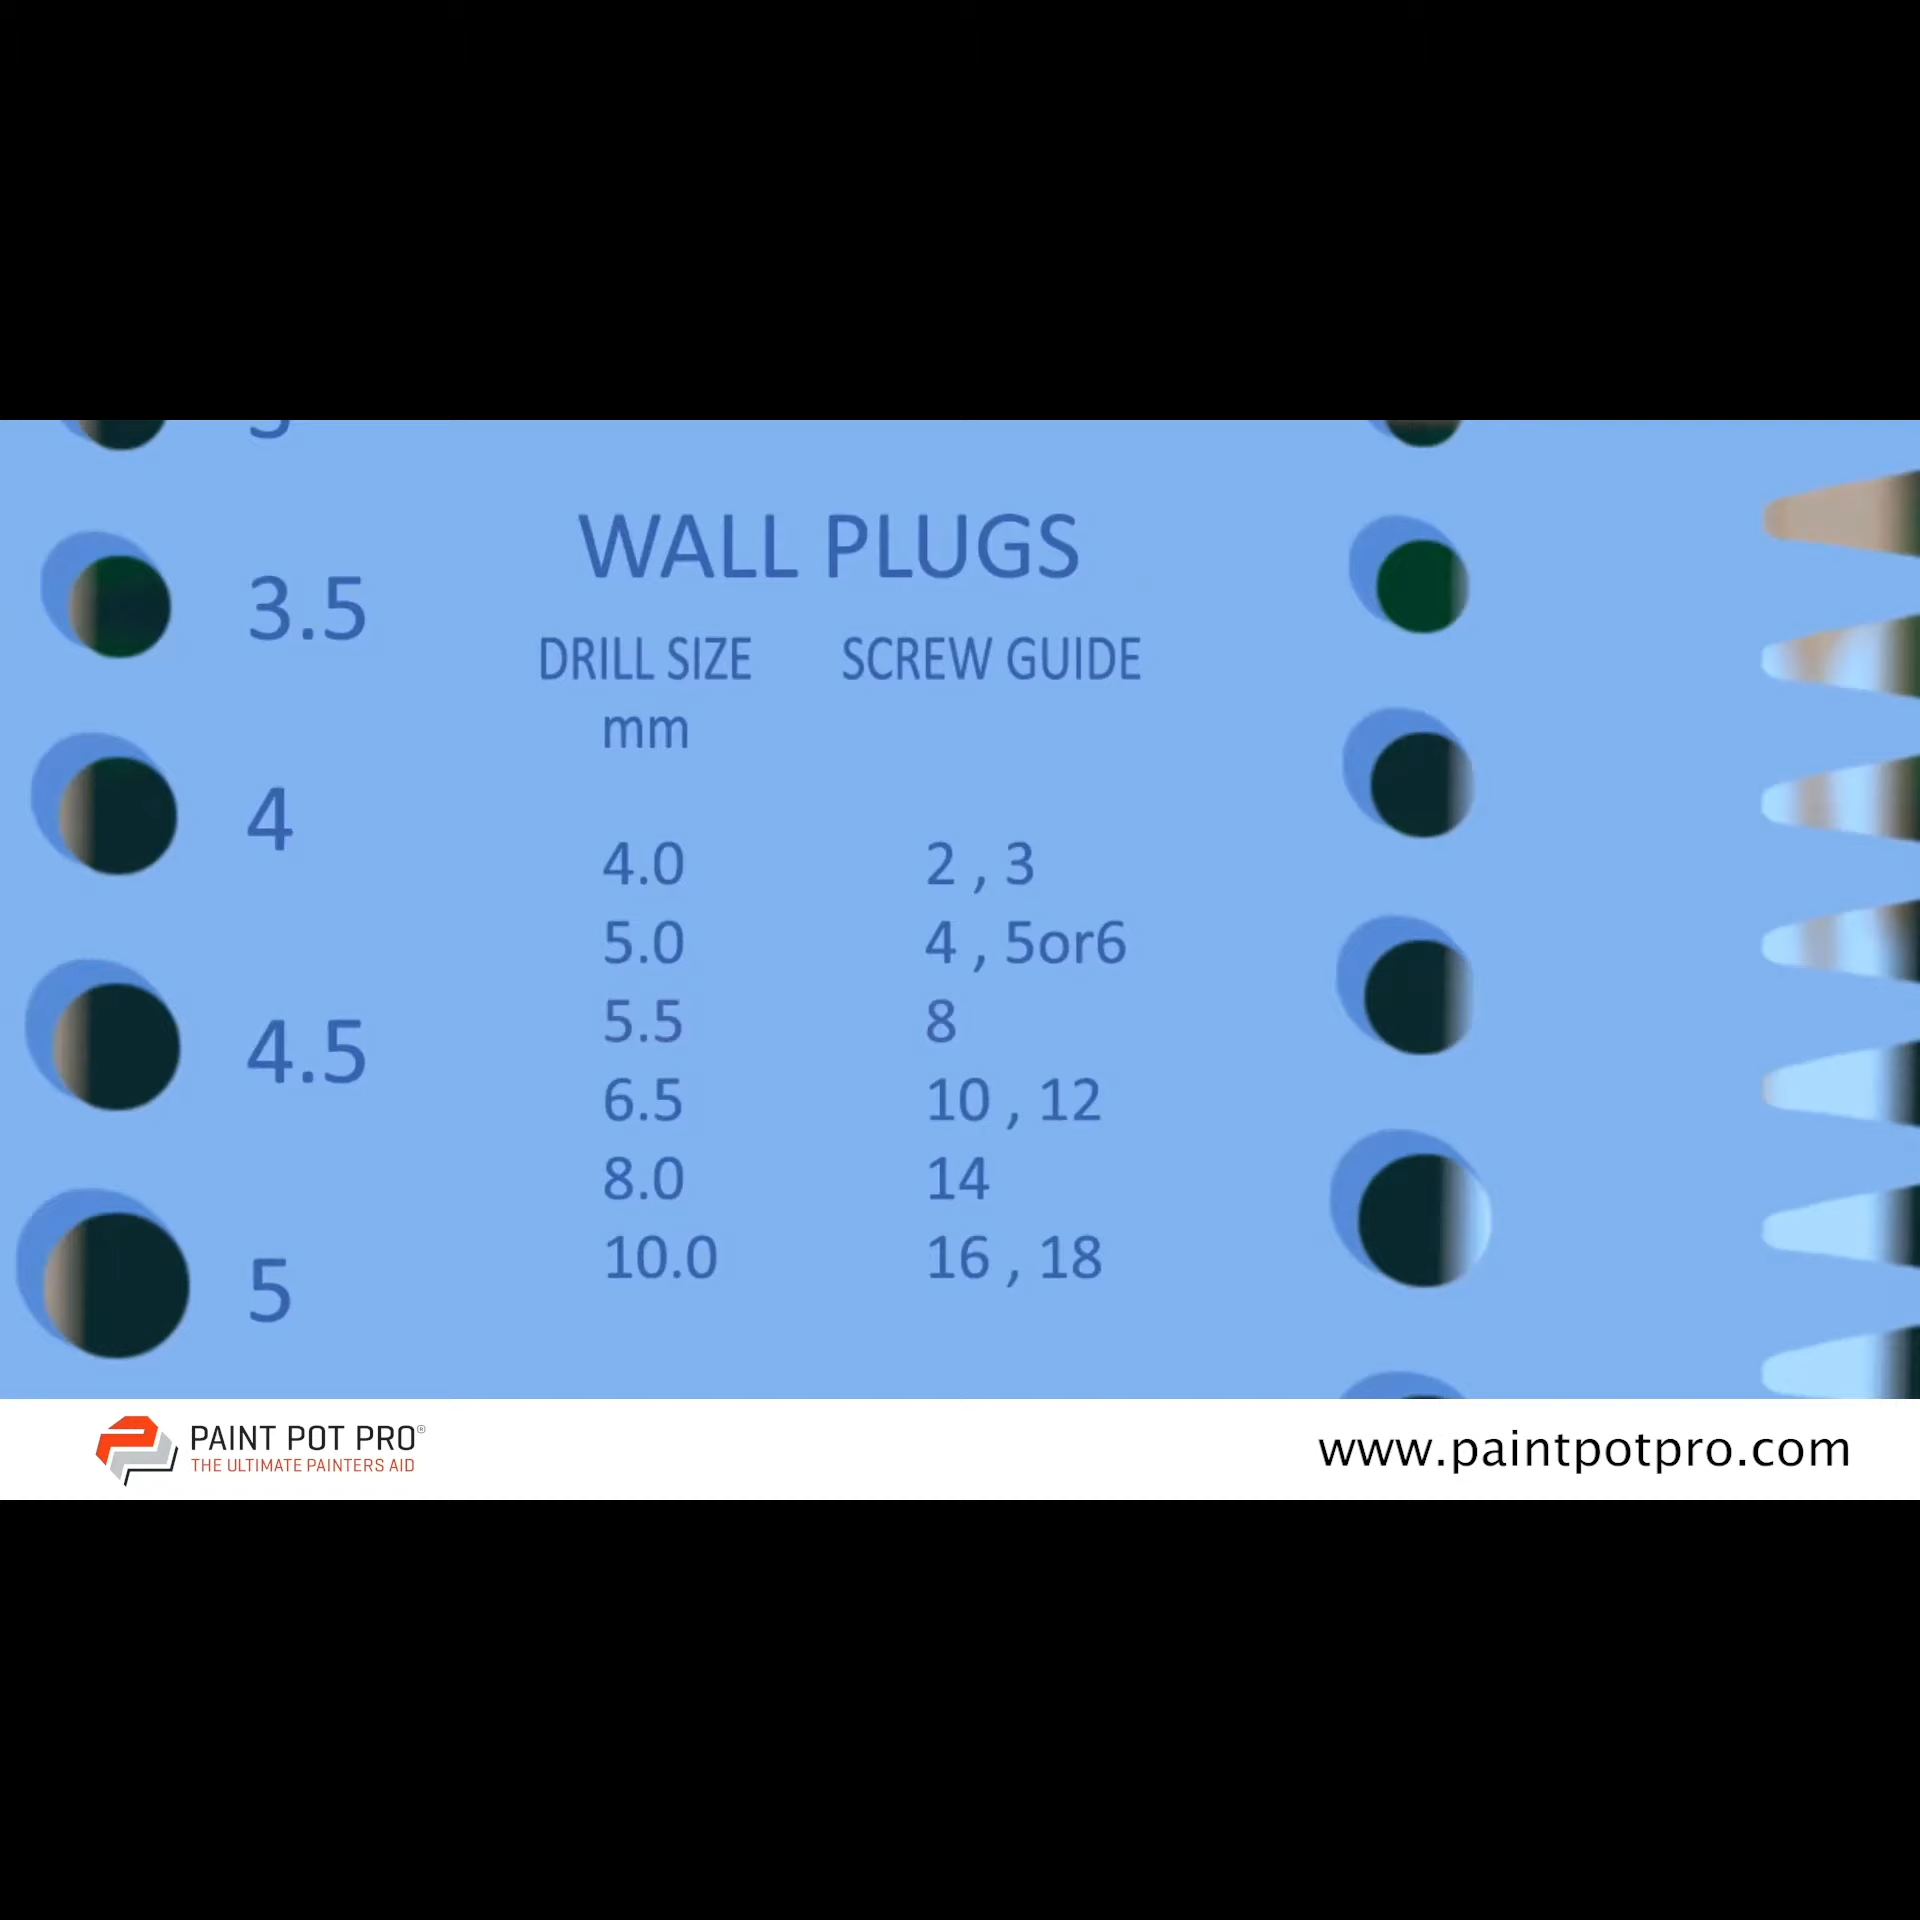 3
3.5
4
4.5
5
WALL PLUGS
DRILL SIZE SCREW GUIDE
mm
4.0 2 , 3
5.0 4 , 5or6
5.5 8
6.5 10 , 12
8.0 14
10.0 16 , 18
PAINT POT PRO®
THE ULTIMATE PAINTERS AID
www.paintpotpro.com